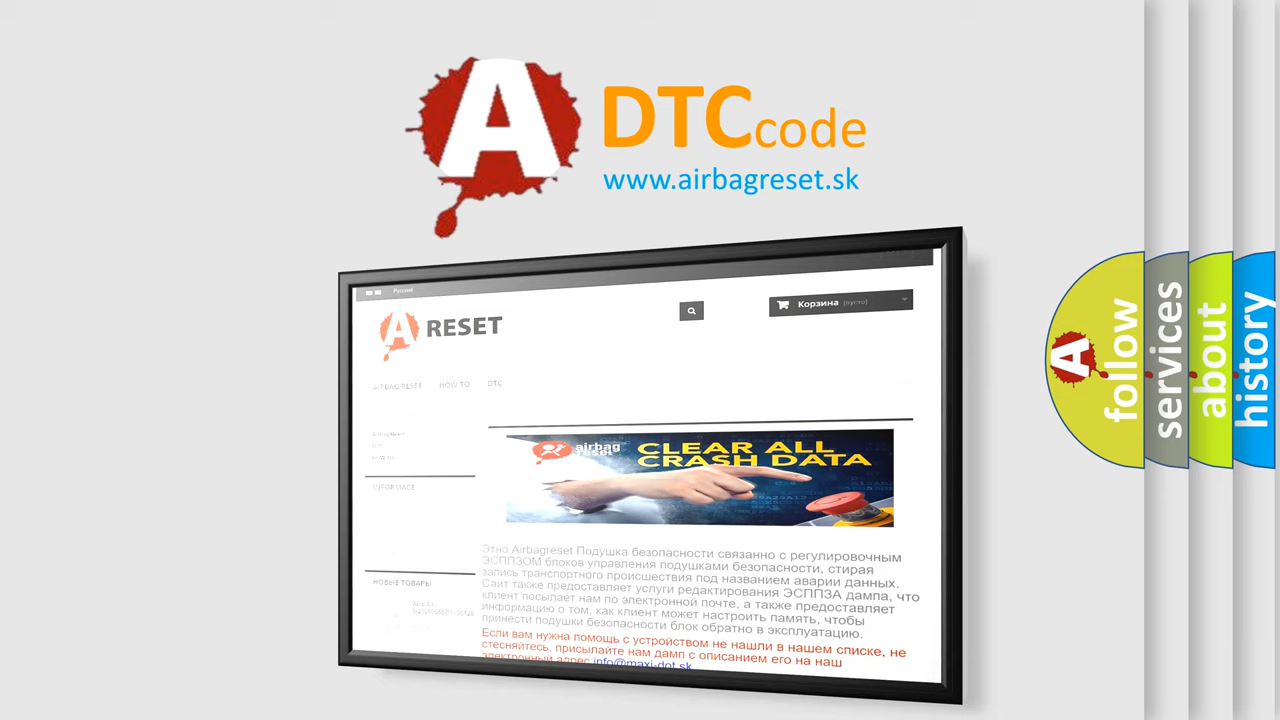 A DTCcode
www.airbagreset.sk
Русский
Корзина (пусто)
A RESET
AIRBAG RESET HOW TO DTC
Airbag Reset
HOW TO
INFORMACE
airbag
reset
CLEAR ALL
CRASH DATA
Этно Airbagreset Подушка безопасности связанно с регулировочным
ЭСППЗОМ блоков управления подушками безопасности, стирая
запись транспортного происшествия под названием аварии данных.
Сайт также предоставляет услуги редактирования ЭСППЗА дампа, что
клиент посылает нам по электронной почте, а также предоставляет
информацию о том, как клиент может настроить память, чтобы
принести подушки безопасности блок обратно в эксплуатацию.
Если вам нужна помощь с устройством не нашли в нашем списке, не
стесняйтесь, присылайте нам дамп с описанием его на наш
электронный адрес info@maxi-dot.sk
НОВЫЕ ТОВАРЫ
A
follow
services
about
history